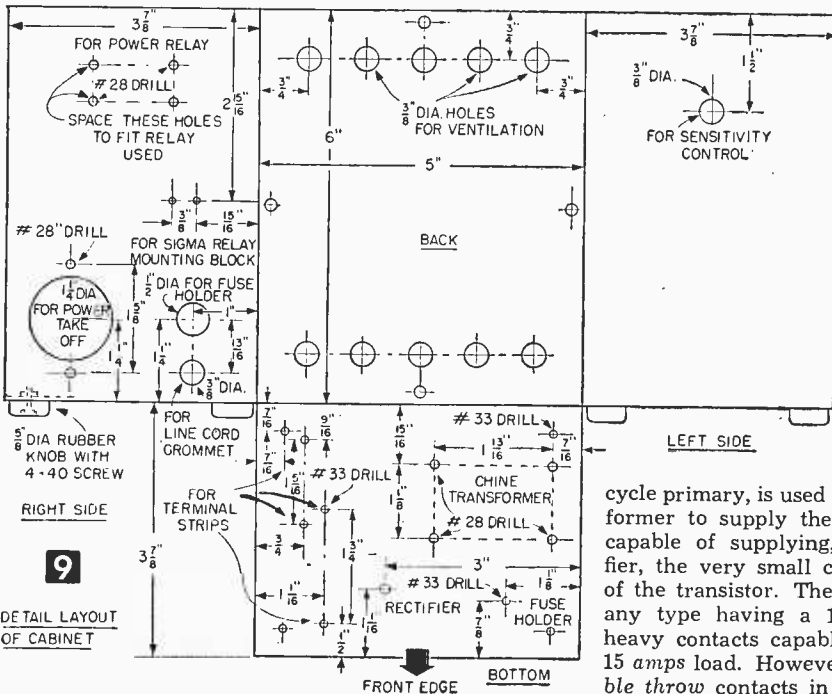 3 7/8"
FOR POWER RELAY
#28 DRILL
SPACE THESE HOLES
TO FIT RELAY
USED
2 15/16"
3/8"
15/16"
FOR SIGMA RELAY
MOUNTING BLOCK
#28" DRILL
1 1/4" DIA
FOR POWER
TAKE
OFF
1 5/8"
1 1/4"
1/2" DIA FOR FUSE
HOLDER
1"
1 1/4"
13/16"
3/8" DIA.
FOR
LINE CORD
GROMMET
5/8" DIA RUBBER
KNOB WITH
4-40 SCREW
RIGHT SIDE
9
DETAIL LAYOUT
OF CABINET
3/4"
3/4"
3/8" DIA. HOLES
FOR VENTILATION
3/4"
6"
5"
BACK
3 7/8"
1 1/2"
3/8" DIA.
FOR SENSITIVITY
CONTROL
LEFT SIDE
3 7/8"
7/16"
9/16"
7/16"
1 5/16"
#33 DRILL
FOR
TERMINAL
STRIPS
3/4"
1 3/4"
1 1/16"
1/2"
15/16"
#33 DRILL
1 13/16"
7/16"
CHINE
TRANSFORMER
1 1/8"
#28 DRILL
3"
#33 DRILL
1 1/8"
RECTIFIER
FUSE
HOLDER
1 1/16"
7/8"
FRONT EDGE
BOTTOM
cycle primary, is used
former to supply the
capable of supplying,
fier, the very small c
of the transistor. The
any type having a 1
heavy contacts capabl
15 amps load. However
ble throw contacts in